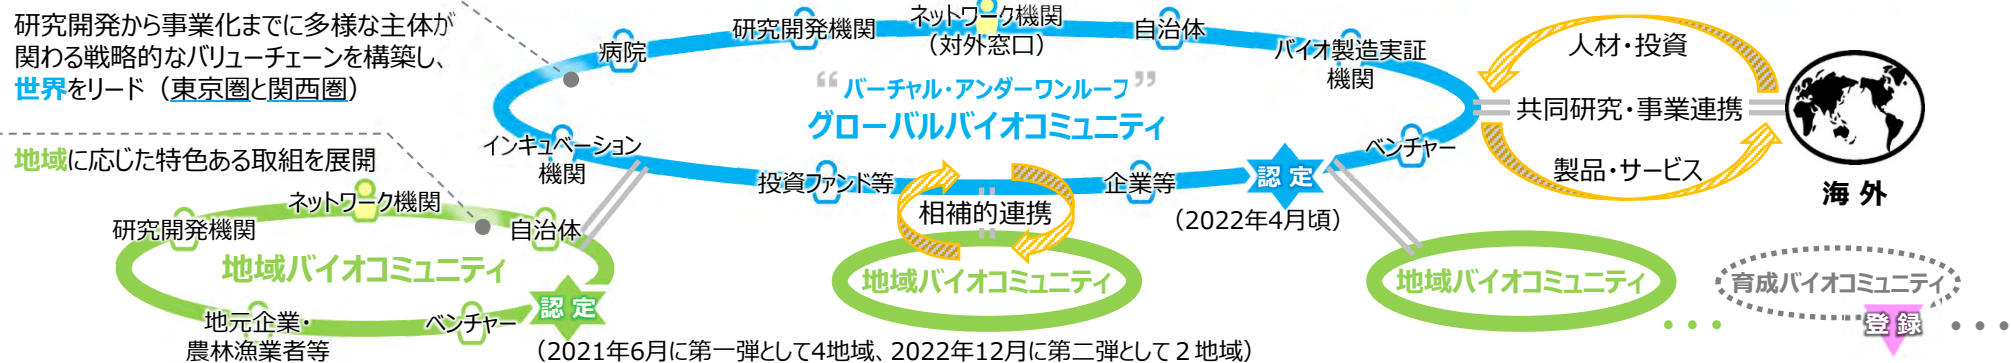 研究開発から事業化までに多様な主体が
関わる戦略的なバリューチェーンを構築し、
世界をリード（東京圏と関西圏）
病院
研究開発機関
ネットワーク機関
（対外窓口）
自治体
バイオ製造実証
機関
“バーチャル・アンダーワンルーフ”
グローバルバイオコミュニティ
インキュベーション
機関
投資ファンド等
企業等
認定
（2022年4月頃）
ベンチャー
人材・投資
共同研究・事業連携
製品・サービス
海外
地域に応じた特色ある取組を展開
ネットワーク機関
研究開発機関
自治体
地域バイオコミュニティ
地元企業・
農林漁業者等
ベンチャー
認定
（2021年6月に第一弾として4地域、2022年12月に第二弾として２地域）
相補的連携
地域バイオコミュニティ
地域バイオコミュニティ
育成バイオコミュニティ
登録